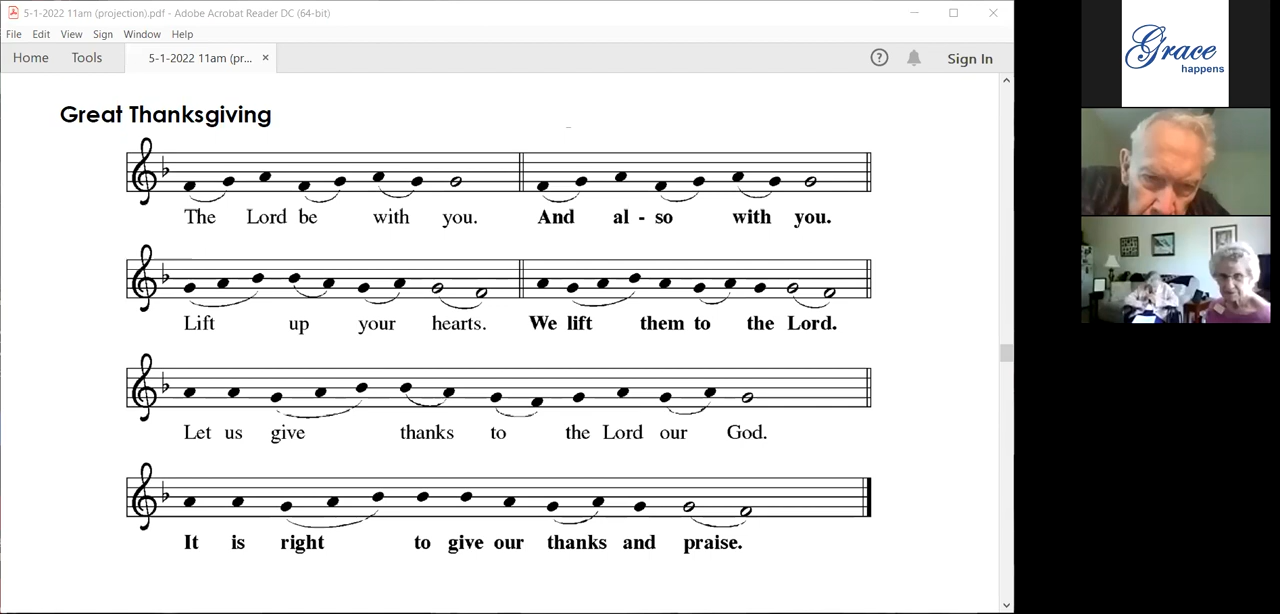 5-1-2022 11am (projection).pdf - Adobe Acrobat Reader DC (64-bit)
File Edit View Sign Window Help
Home Tools 5-1-2022 11am (pr... × ? Sign In
Great Thanksgiving
The Lord be with you. And al - so with you.
Lift up your hearts. We lift them to the Lord.
Let us give thanks to the Lord our God.
It is right to give our thanks and praise.
Grace
happens